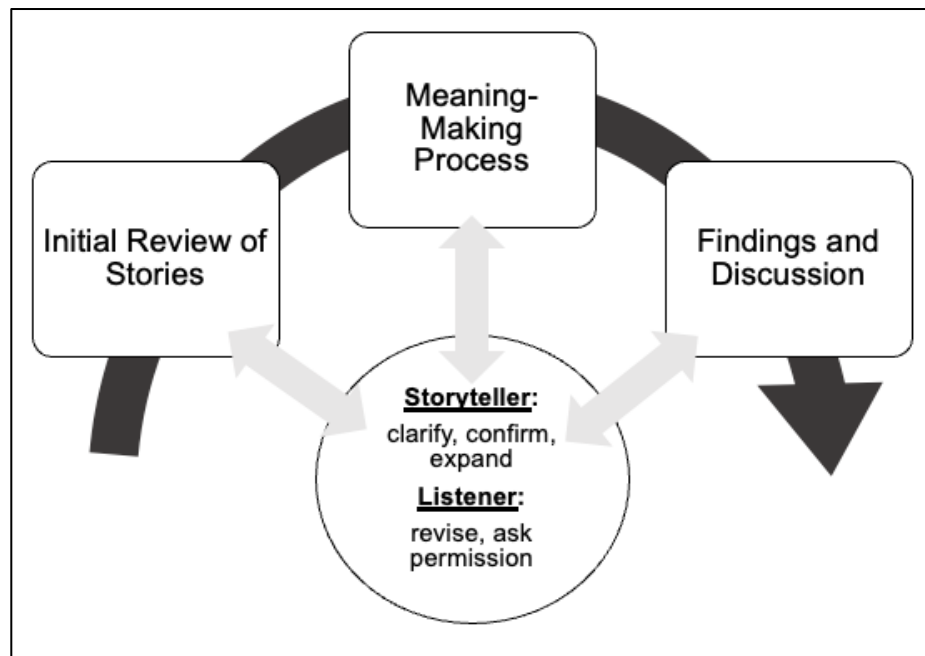 Meaning-
Making
Process
Initial Review of
Stories
Findings and
Discussion
Storyteller:
clarify, confirm,
expand
Listener:
revise, ask
permission